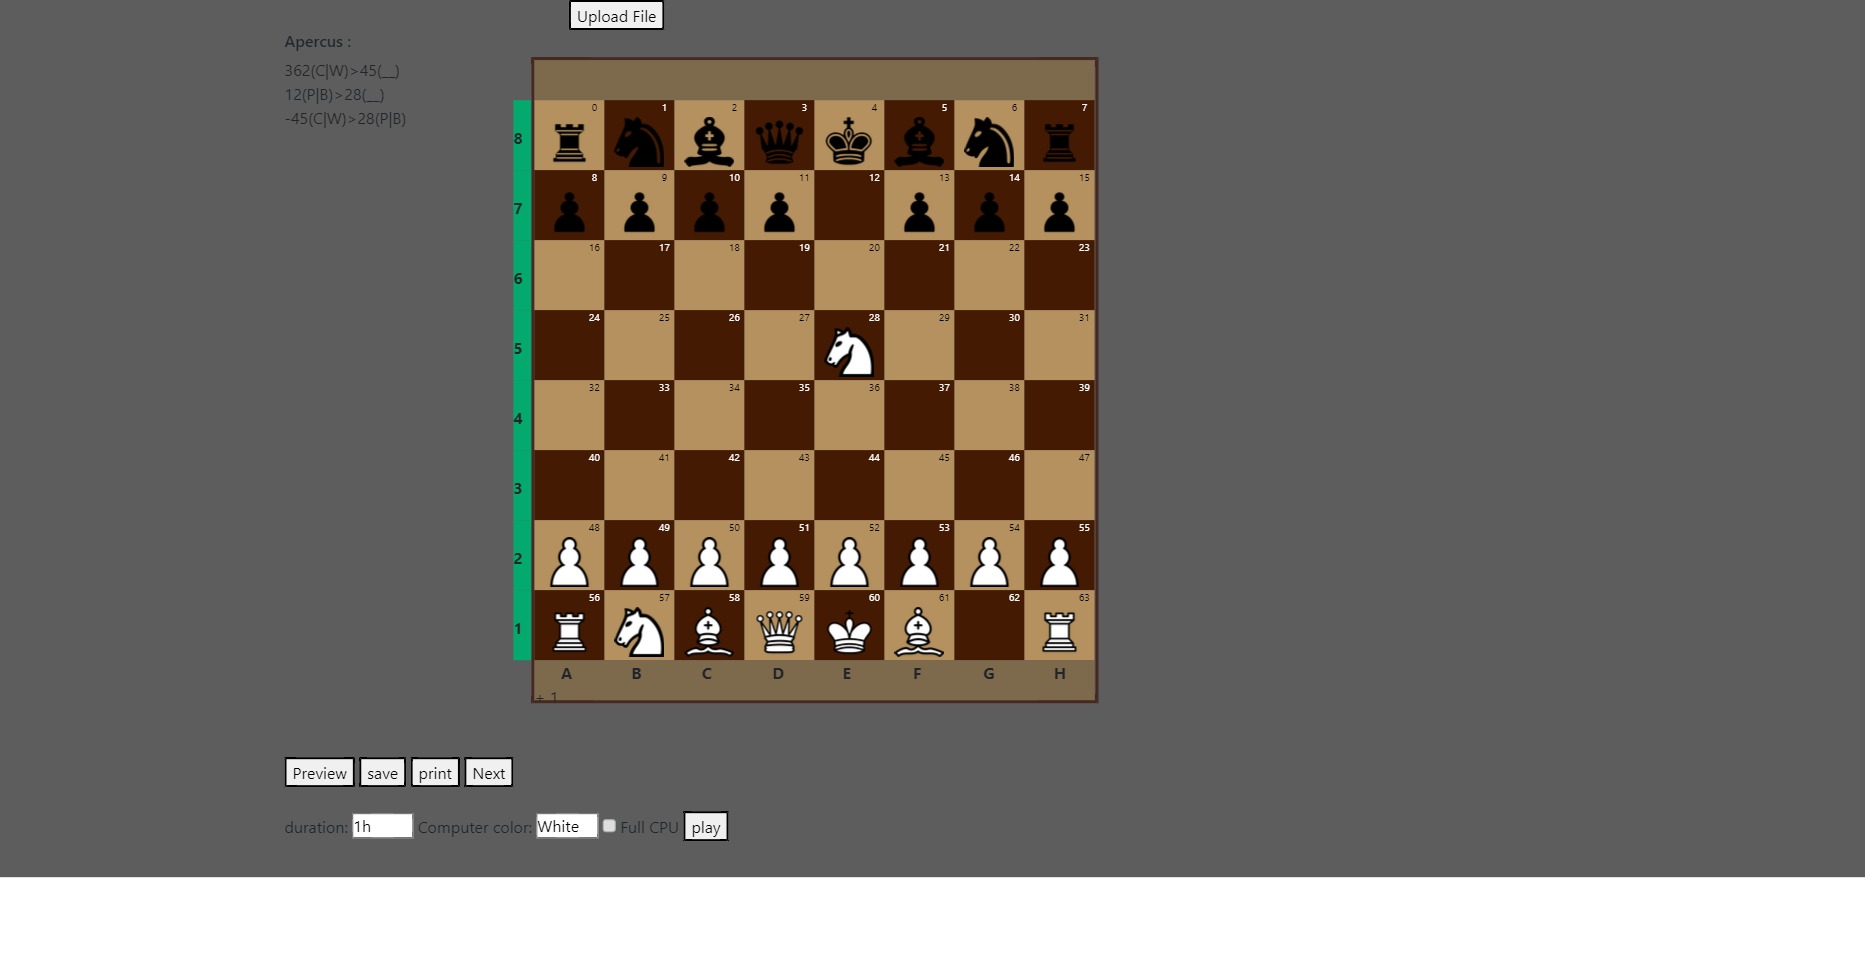 Upload File
Apercus :
362(C|W)>45(__)
12(P|B)>28(__)
-45(C|W)>28(P|B)
0 1 2 3 4 5 6 7
8
8 9 10 11 12 13 14 15
7
16 17 18 19 20 21 22 23
6
24 25 26 27 28 29 30 31
5
32 33 34 35 36 37 38 39
4
40 41 42 43 44 45 46 47
3
48 49 50 51 52 53 54 55
2
56 57 58 59 60 61 62 63
1
A B C D E F G H
+ 1
Preview save print Next
duration: 1h Computer color: White Full CPU play